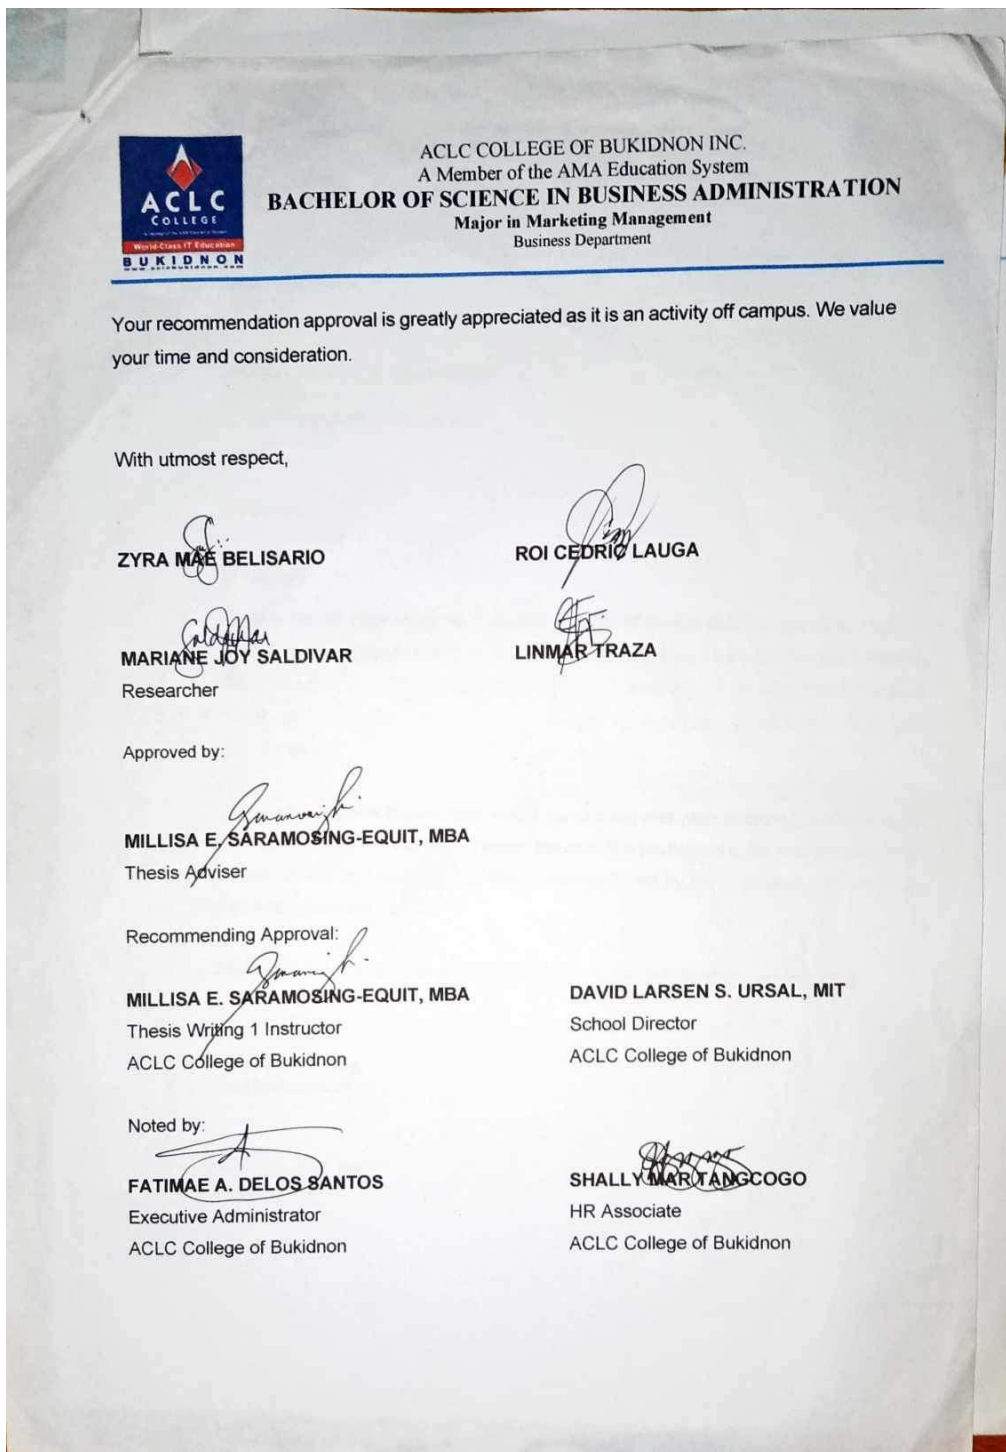 ACLC
COLLEGE
World-Class IT Education
BUKIDNON
ACLC COLLEGE OF BUKIDNON INC.
A Member of the AMA Education System
BACHELOR OF SCIENCE IN BUSINESS ADMINISTRATION
Major in Marketing Management
Business Department
Your recommendation approval is greatly appreciated as it is an activity off campus. We value
your time and consideration.
With utmost respect,
ZYRA MAE BELISARIO
ROI CEDRIC LAUGA
MARIANE JOY SALDIVAR
LINMAR TRAZA
Researcher
Approved by:
MILLISA E. SARAMOSING-EQUIT, MBA
Thesis Adviser
Recommending Approval:
MILLISA E. SARAMOSING-EQUIT, MBA
Thesis Writing 1 Instructor
ACLC College of Bukidnon
DAVID LARSEN S. URSAL, MIT
School Director
ACLC College of Bukidnon
Noted by:
FATIMAE A. DELOS SANTOS
Executive Administrator
ACLC College of Bukidnon
SHALLY MAR TANGCOGO
HR Associate
ACLC College of Bukidnon